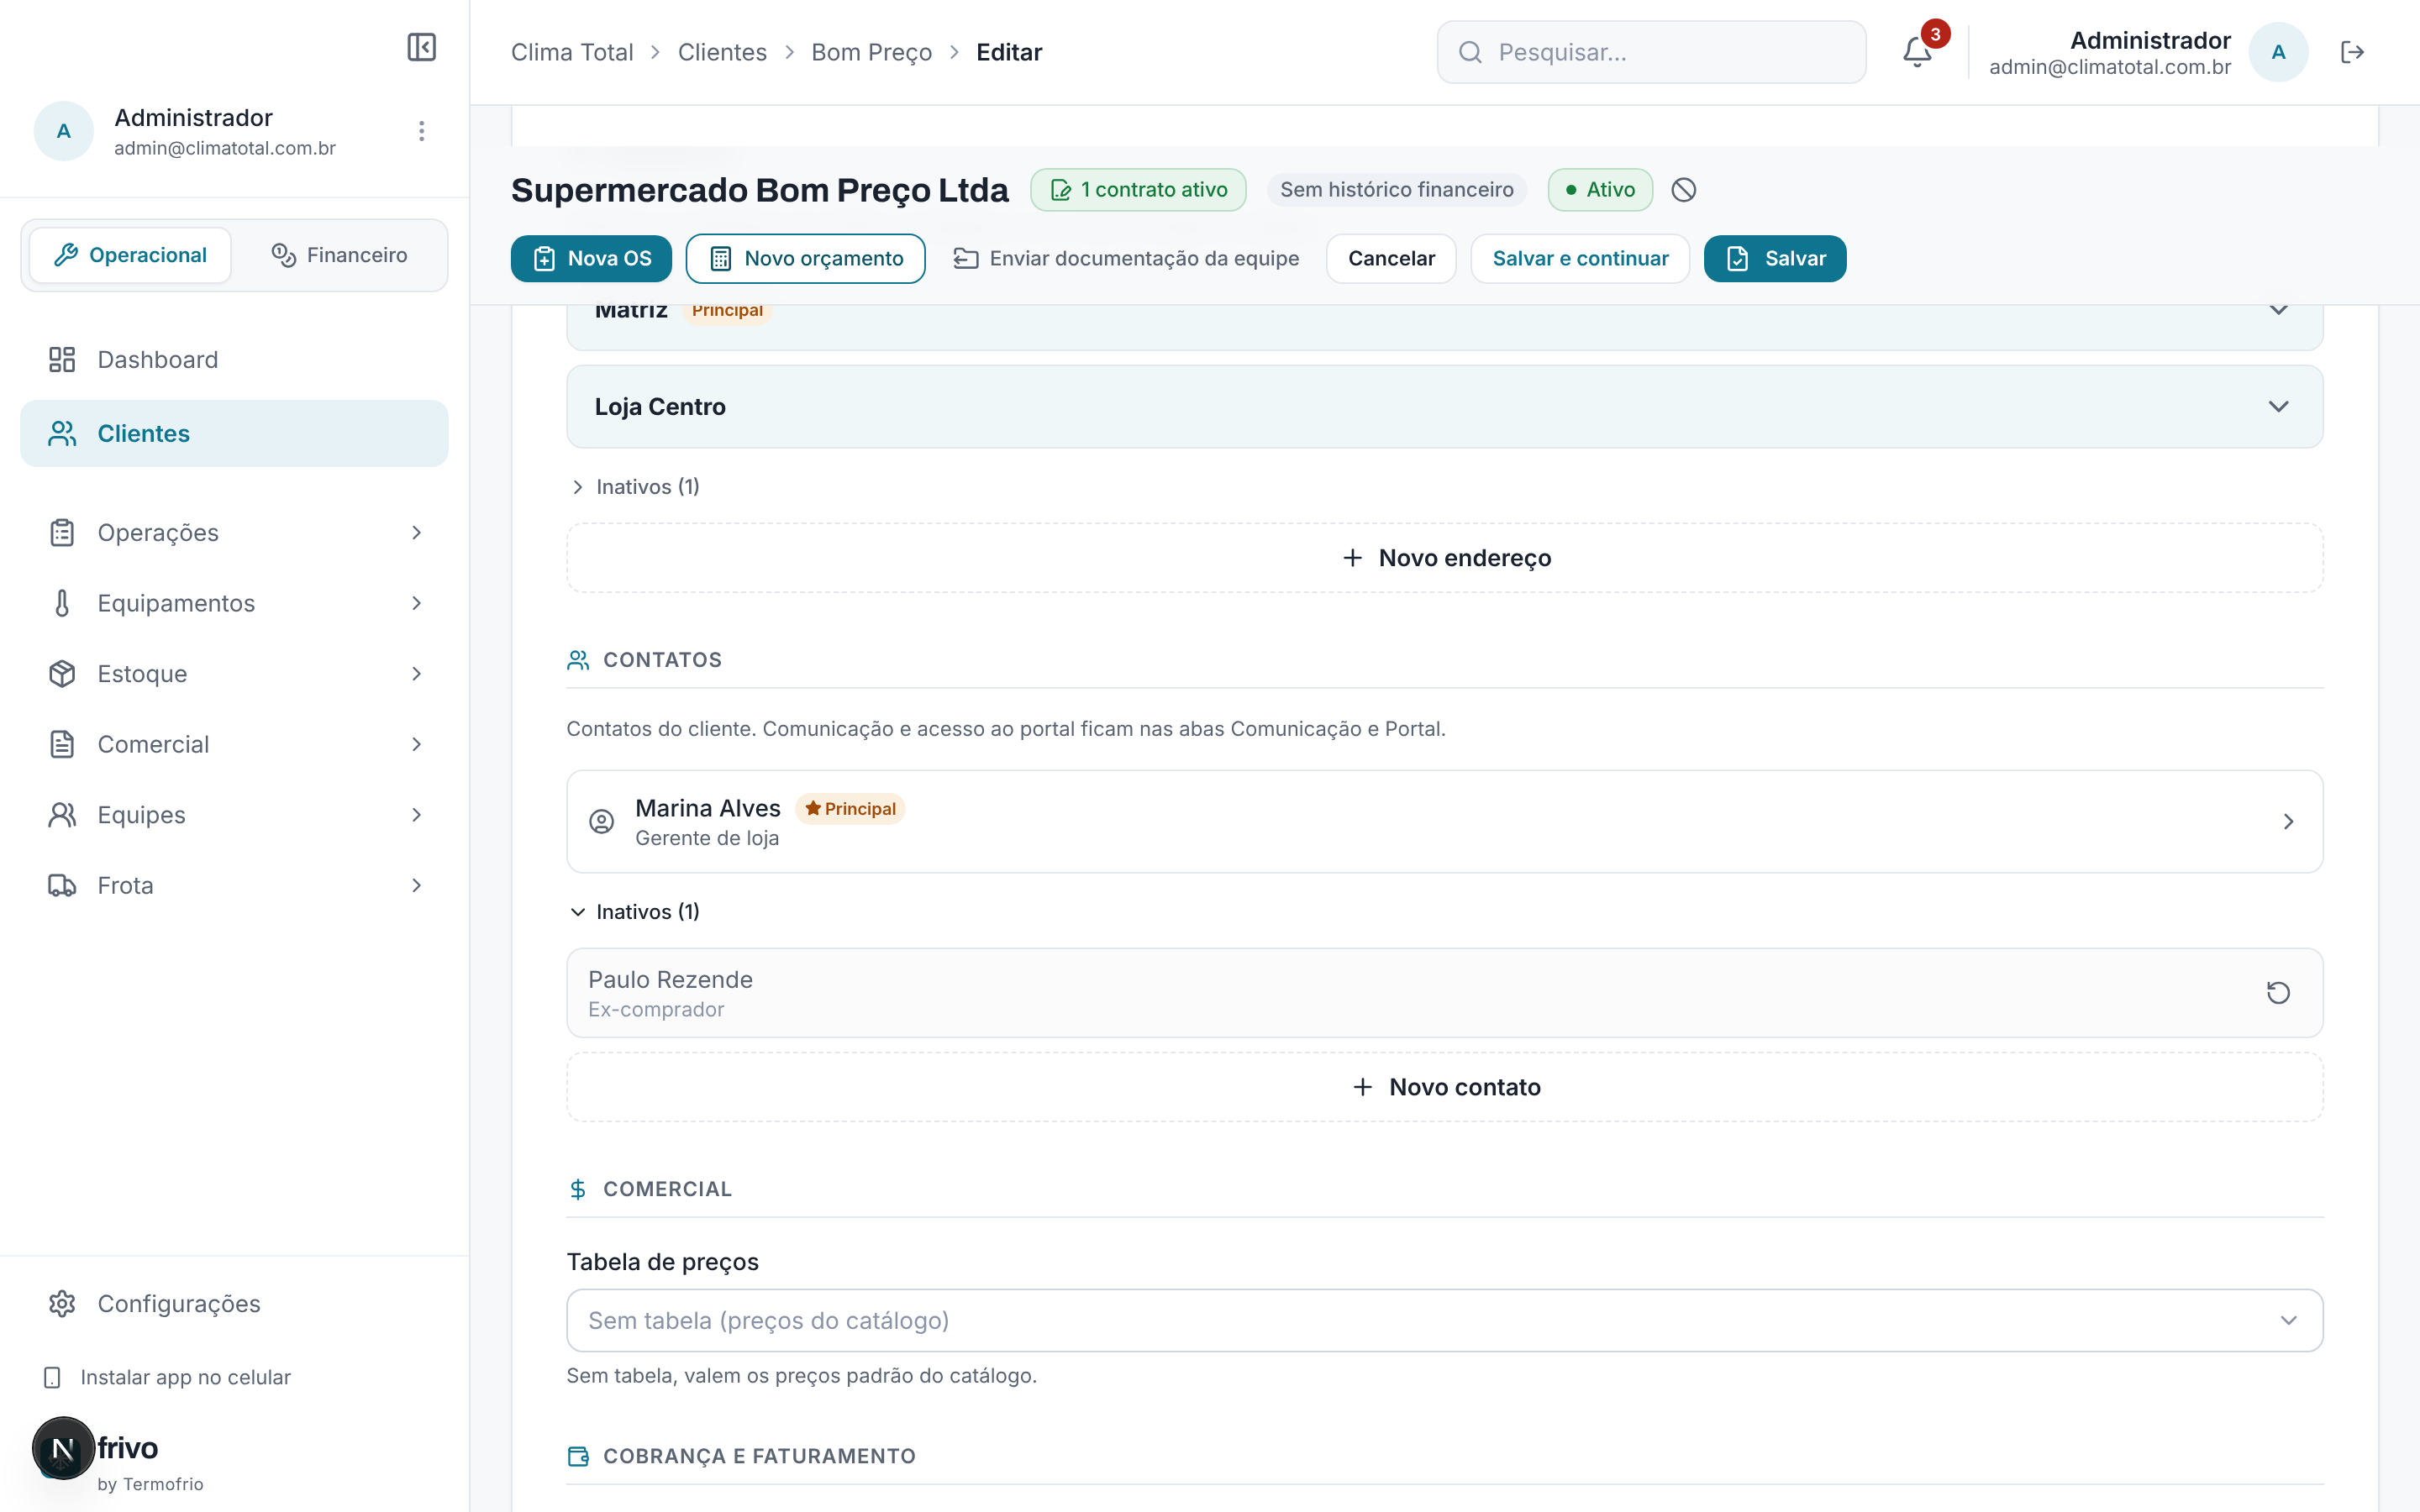 Administrador
admin@climatotal.com.br
Operacional
Financeiro
Dashboard
Clientes
Operações
Equipamentos
Estoque
Comercial
Equipes
Frota
Configurações
Instalar app no celular
frivo
by Termofrio
Clima Total > Clientes > Bom Preço > Editar
Pesquisar...
3
Administrador
admin@climatotal.com.br
A
A
N
Supermercado Bom Preço Ltda
1 contrato ativo
Sem histórico financeiro
Ativo
Nova OS
Novo orçamento
Enviar documentação da equipe
Cancelar
Salvar e continuar
Salvar
Matriz Principal
Loja Centro
Inativos (1)
+ Novo endereço
CONTATOS
Contatos do cliente. Comunicação e acesso ao portal ficam nas abas Comunicação e Portal.
Marina Alves Principal
Gerente de loja
Inativos (1)
Paulo Rezende
Ex-comprador
+ Novo contato
COMERCIAL
Tabela de preços
Sem tabela (preços do catálogo)
Sem tabela, valem os preços padrão do catálogo.
COBRANÇA E FATURAMENTO